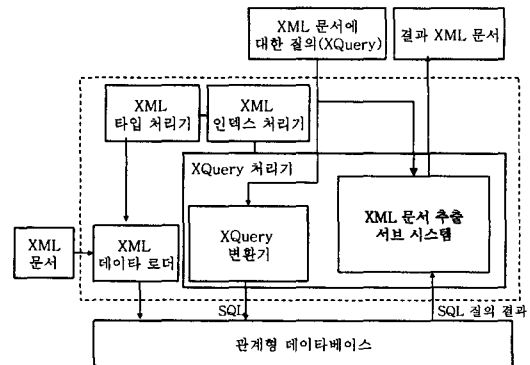 XML 문서에
대한 질의(XQuery)
결과 XML 문서
XML
타입 처리기
XML
인덱스 처리기
XQuery 처리기
XML
문서
XML
데이타 로더
XQuery
변환기
XML 문서 추출
서브 시스템
SQL
SQL 질의 결과
관계형 데이타베이스